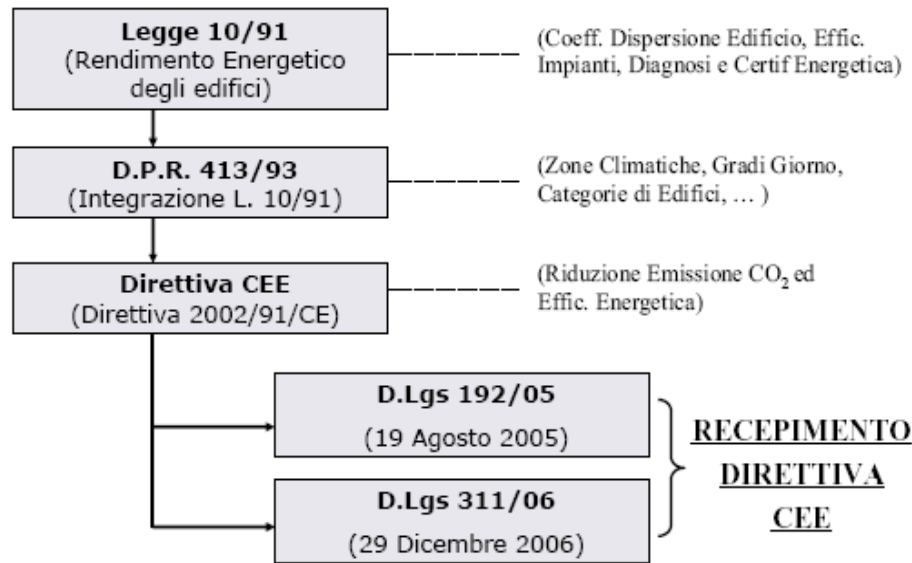 Legge 10/91
(Rendimento Energetico
degli edifici)
(Coeff. Dispersione Edificio, Effic.
Impianti, Diagnosi e Certif Energetica)
D.P.R. 413/93
(Integrazione L. 10/91)
(Zone Climatiche, Gradi Giorno,
Categorie di Edifici, … )
Direttiva CEE
(Direttiva 2002/91/CE)
(Riduzione Emissione CO₂ ed
Effic. Energetica)
D.Lgs 192/05
(19 Agosto 2005)
D.Lgs 311/06
(29 Dicembre 2006)
RECEPIMENTO
DIRETTIVA
CEE